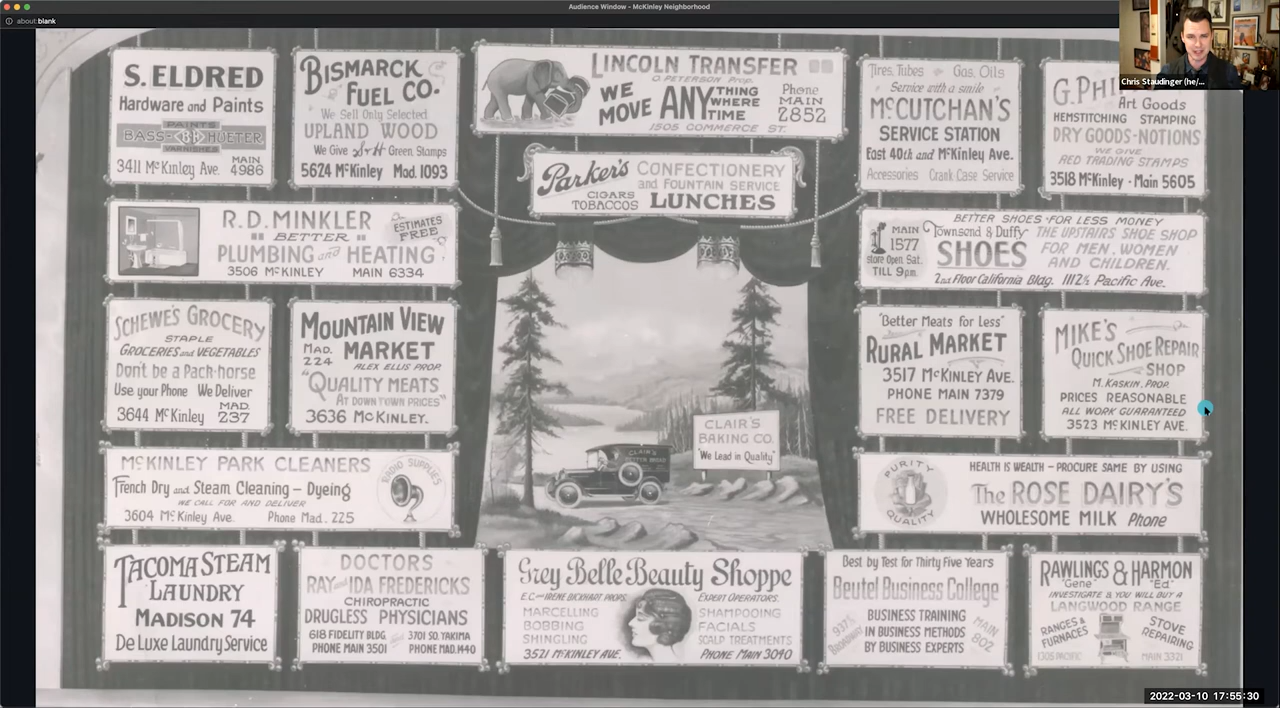 Audience Window - McKinley Neighborhood
about:blank
Chris Staudinger (he/...
S. ELDRED
Hardware and Paints
PAINTS
BASS-HUETER
VARNISHES
3411 McKinley Ave. MAIN 4986
BISMARCK
FUEL CO.
We Sell Only Selected
UPLAND WOOD
We Give S&H Green Stamps
5624 McKinley Mad. 1093
LINCOLN TRANSFER
O. PETERSON Prop.
WE MOVE ANY THING WHERE TIME
Phone MAIN 2852
1505 COMMERCE ST.
Parker's CONFECTIONERY
and FOUNTAIN SERVICE
CIGARS TOBACCOS LUNCHES
Tires, Tubes Gas, Oils
Service with a smile
McCUTCHAN'S
SERVICE STATION
East 40th and McKinley Ave.
Accessories Crank Case Service
G. PHI
Art Goods
HEMSTITCHING STAMPING
DRY GOODS-NOTIONS
WE GIVE
RED TRADING STAMPS
3518 McKinley - Main 5605
R.D. MINKLER
BETTER
PLUMBING and HEATING
3506 McKINLEY MAIN 6334
ESTIMATES FREE
MAIN 1577
store Open Sat.
TILL 9pm.
BETTER SHOES FOR LESS MONEY
Townsend & Duffy THE UPSTAIRS SHOE SHOP
SHOES FOR MEN, WOMEN
AND CHILDREN.
2nd Floor California Bldg. 1112½ Pacific Ave.
SCHEWE'S GROCERY
STAPLE
GROCERIES and VEGETABLES
Don't be a Pack-horse
Use your Phone We Deliver
3644 McKinley MAD. 237
MOUNTAIN VIEW
MAD. 224 MARKET
ALEX ELLIS PROP.
"QUALITY MEATS
AT DOWN TOWN PRICES"
3636 McKINLEY.
CLAIR'S
BAKING CO.
"We Lead in Quality"
CLAIR'S
"Better Meats for Less"
RURAL MARKET
3517 McKINLEY AVE.
PHONE MAIN 7379
FREE DELIVERY
MIKE'S
QUICK SHOE REPAIR
SHOP
M. KASKIN, PROP.
PRICES REASONABLE
ALL WORK GUARANTEED
3523 McKINLEY AVE.
McKINLEY PARK CLEANERS
French Dry and Steam Cleaning - Dyeing
WE CALL FOR AND DELIVER
3604 McKinley Ave. Phone Mad. 225
RADIO SUPPLIES
PURITY
QUALITY
HEALTH IS WEALTH - PROCURE SAME BY USING
The ROSE DAIRY'S
WHOLESOME MILK Phone
TACOMA STEAM
LAUNDRY
MADISON 74
De Luxe Laundry Service
DOCTORS
RAY and IDA FREDERICKS
CHIROPRACTIC
DRUGLESS PHYSICIANS
618 FIDELITY BLDG. 3701 SO. YAKIMA
PHONE MAIN 3501 PHONE MAD. 1440
Grey Belle Beauty Shoppe
E.C. and IRENE LOCKHART PROPS. EXPERT OPERATORS.
MARCELLING SHAMPOOING
BOBBING FACIALS
SHINGLING SCALP TREATMENTS
3521 McKINLEY AVE. PHONE MAIN 3040
Best by Test for Thirty Five Years
Beutel Business College
937½ BROADWAY
BUSINESS TRAINING
IN BUSINESS METHODS
BY BUSINESS EXPERTS
MAIN 802
RAWLINGS & HARMON
"Gene" "Ed."
INVESTIGATE & YOU WILL BUY A
LANGWOOD RANGE
RANGES & FURNACES
STOVE REPAIRING
1305 PACIFIC MAIN 3321
2022-03-10 17:55:30